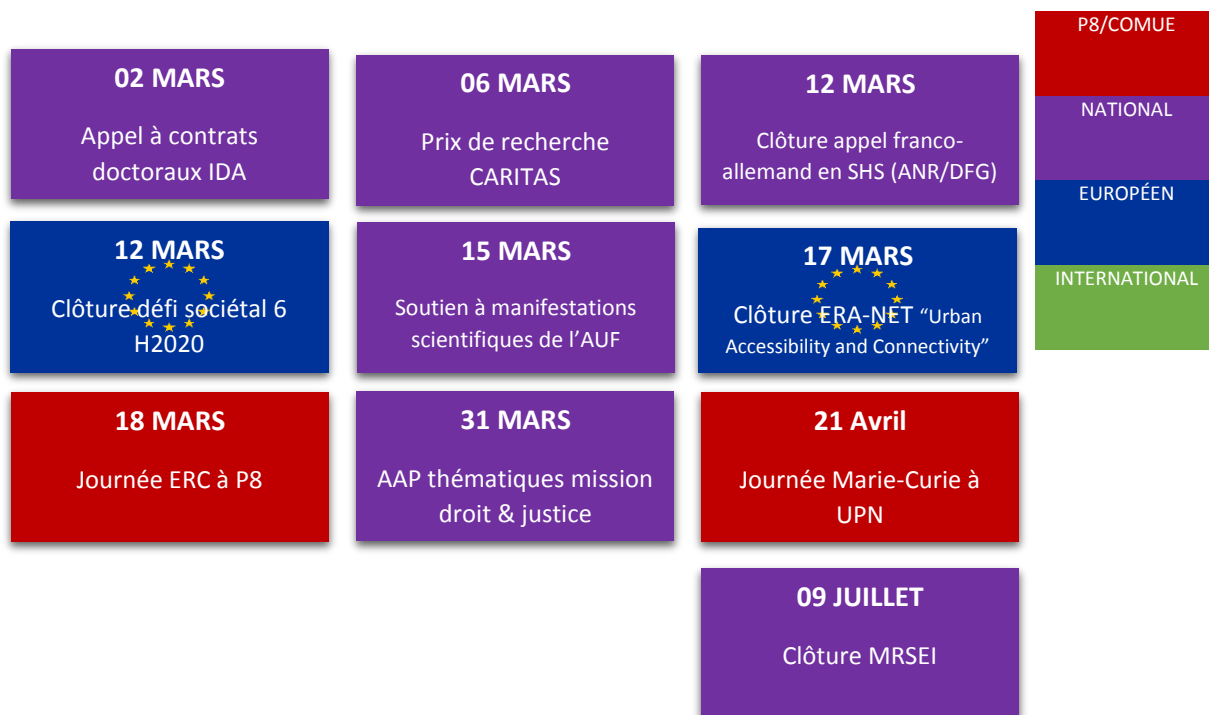 02 MARS
Appel à contrats
doctoraux IDA
06 MARS
Prix de recherche
CARITAS
12 MARS
Clôture appel franco-
allemand en SHS (ANR/DFG)
12 MARS
Clôture défi sociétal 6
H2020
15 MARS
Soutien à manifestations
scientifiques de l’AUF
17 MARS
Clôture ERA-NET “Urban
Accessibility and Connectivity”
18 MARS
Journée ERC à P8
31 MARS
AAP thématiques mission
droit & justice
21 Avril
Journée Marie-Curie à
UPN
09 JUILLET
Clôture MRSEI
P8/COMUE
NATIONAL
EUROPÉEN
INTERNATIONAL